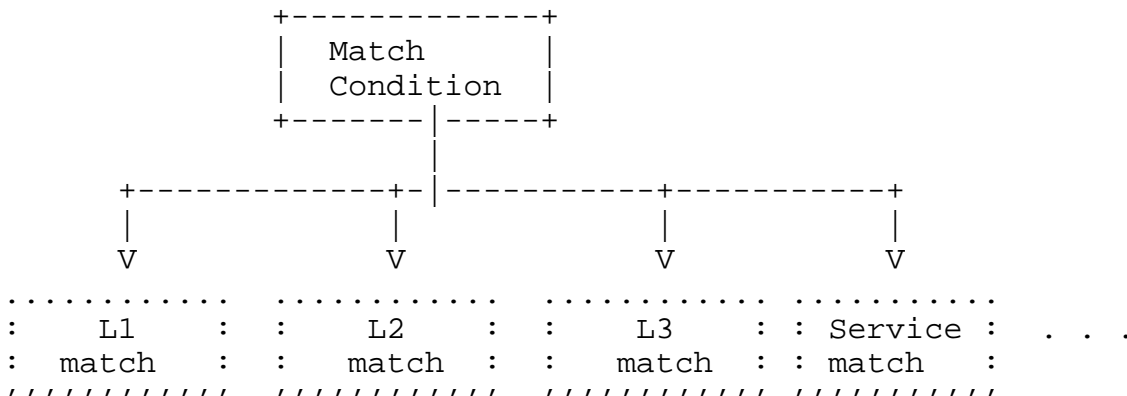 Match
Condition
L1 L2 L3 Service . . .
match match match match